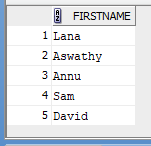 FIRSTNAME
1 Lana
2 Aswathy
3 Annu
4 Sam
5 David